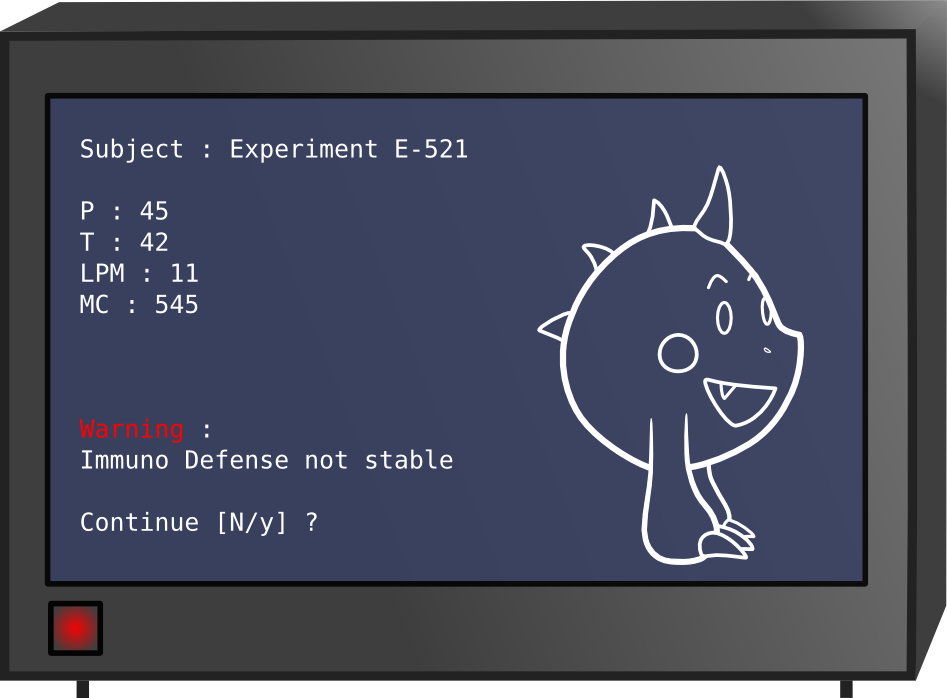 Subject : Experiment E-521
P : 45
T : 42
LPM : 11
MC : 545
Warning :
Immuno Defense not stable
Continue [N/y] ?